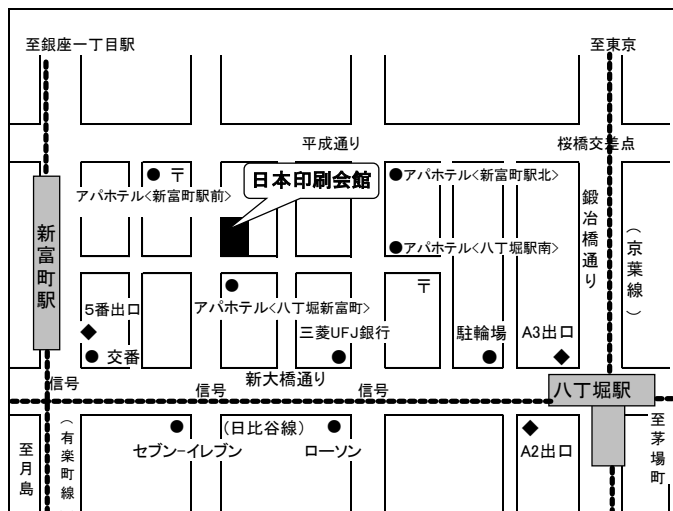 至銀座一丁目駅
至東京
平成通り
桜橋交差点
〒
日本印刷会館
アパホテル<新富町駅北>
アパホテル<新富町駅前>
鍛冶橋通り
(京葉線)
新富町駅
アパホテル<八丁堀駅南>
5番出口
アパホテル<八丁堀新富町>
〒
三菱UFJ銀行
駐輪場
A3出口
交番
新大橋通り
信号
信号
信号
八丁堀駅
(日比谷線)
セブン-イレブン
ローソン
A2出口
至月島
(有楽町線)
至茅場町